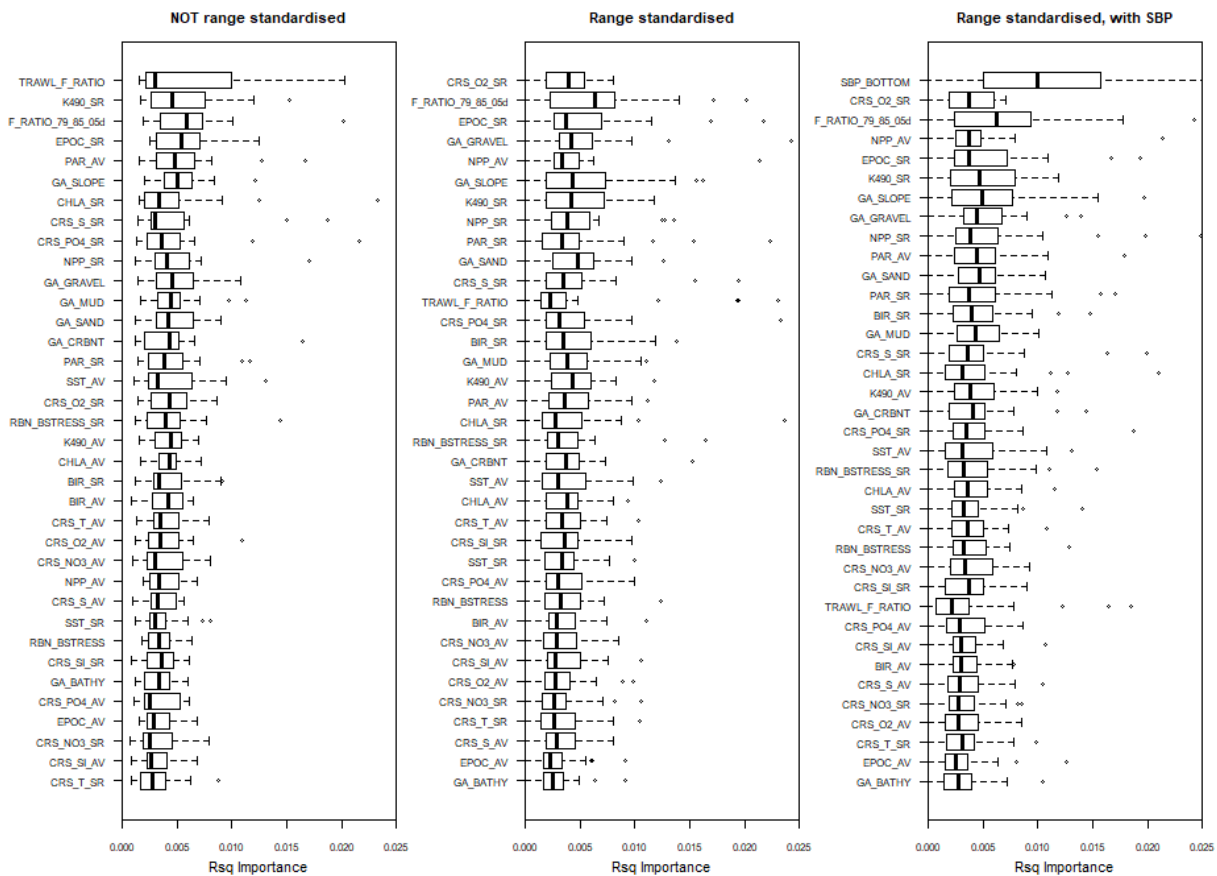 NOT range standardised
TRAWL_F_RATIO
K490_SR
F_RATIO_79_85_05d
EPOC_SR
PAR_AV
GA_SLOPE
CHLA_SR
CRS_S_SR
CRS_PO4_SR
NPP_SR
GA_GRAVEL
GA_MUD
GA_SAND
GA_CRBNT
PAR_SR
SST_AV
CRS_O2_SR
RBN_BSTRESS_SR
K490_AV
CHLA_AV
BIR_SR
BIR_AV
CRS_T_AV
CRS_O2_AV
CRS_NO3_AV
NPP_AV
CRS_S_AV
SST_SR
RBN_BSTRESS
CRS_SI_SR
GA_BATHY
CRS_PO4_AV
EPOC_AV
CRS_NO3_SR
CRS_SI_AV
CRS_T_SR
0.000 0.005 0.010 0.015 0.020 0.025
Rsq Importance
Range standardised
CRS_O2_SR
F_RATIO_79_85_05d
EPOC_SR
GA_GRAVEL
NPP_AV
GA_SLOPE
K490_SR
NPP_SR
PAR_SR
GA_SAND
CRS_S_SR
TRAWL_F_RATIO
CRS_PO4_SR
BIR_SR
GA_MUD
K490_AV
PAR_AV
CHLA_SR
RBN_BSTRESS_SR
GA_CRBNT
SST_AV
CHLA_AV
CRS_T_AV
CRS_SI_SR
SST_SR
CRS_PO4_AV
RBN_BSTRESS
BIR_AV
CRS_NO3_AV
CRS_SI_AV
CRS_O2_AV
CRS_NO3_SR
CRS_T_SR
CRS_S_AV
EPOC_AV
GA_BATHY
0.000 0.005 0.010 0.015 0.020 0.025
Rsq Importance
Range standardised, with SBP
SBP_BOTTOM
CRS_O2_SR
F_RATIO_79_85_05d
NPP_AV
EPOC_SR
K490_SR
GA_SLOPE
GA_GRAVEL
NPP_SR
PAR_AV
GA_SAND
PAR_SR
BIR_SR
GA_MUD
CRS_S_SR
CHLA_SR
K490_AV
GA_CRBNT
CRS_PO4_SR
SST_AV
RBN_BSTRESS_SR
CHLA_AV
SST_SR
CRS_T_AV
RBN_BSTRESS
CRS_NO3_AV
CRS_SI_SR
TRAWL_F_RATIO
CRS_PO4_AV
CRS_SI_AV
BIR_AV
CRS_S_AV
CRS_NO3_SR
CRS_O2_AV
CRS_T_SR
EPOC_AV
GA_BATHY
0.000 0.005 0.010 0.015 0.020 0.025
Rsq Importance